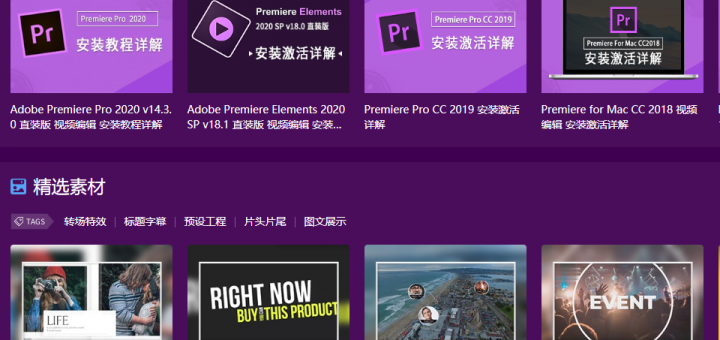 Pr
Premiere Pro 2020
安装教程详解
Premiere Elements
2020 SP v18.0 直装版
安装激活详解
Pr
Premiere Pro CC 2019
安装激活详解
Pr
Premiere For Mac CC2018
安装激活详解
Adobe Premiere Pro 2020 v14.3.
0 直装版 视频编辑 安装教程详解
Adobe Premiere Elements 2020
SP v18.1 直装版 视频编辑 安装...
Premiere Pro CC 2019 安装激活
详解
Premiere for Mac CC 2018 视频
编辑 安装激活详解
精选素材
TAGS 转场特效 | 标题字幕 | 预设工程 | 片头片尾 | 图文展示
LIFE
RIGHT NOW
BUY THIS PRODUCT
EVENT